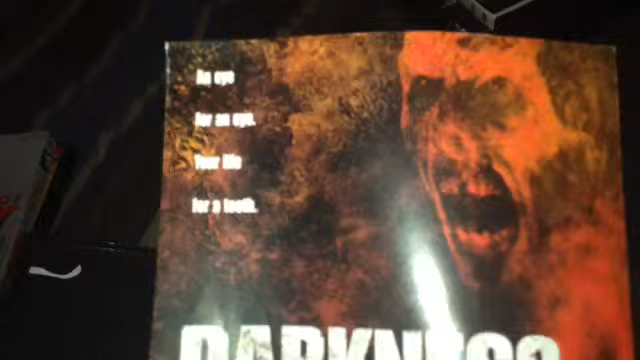 An eye
for an eye.
Your life
for a tooth.
DARKNESS